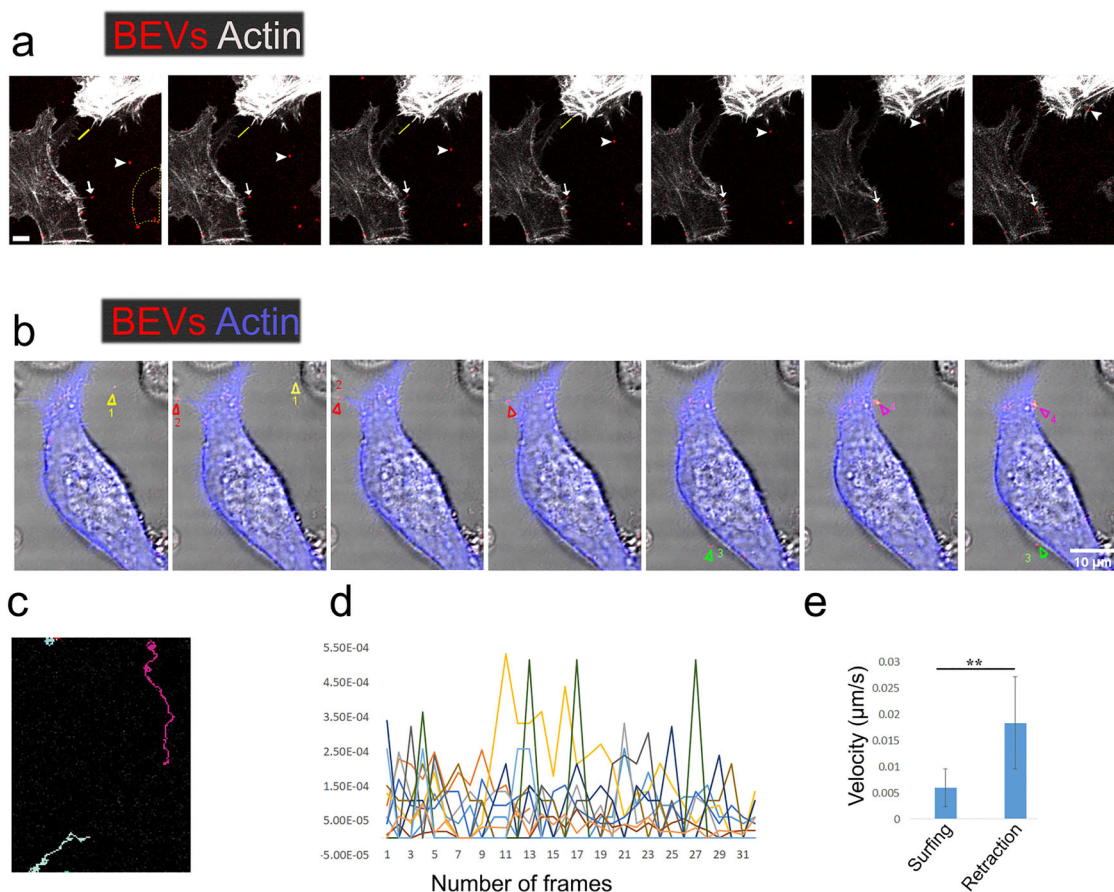 a
BEVs Actin
b
BEVs Actin
1
2
1
2
3
4
4
3
10 µm
c
d
e
5.50E-04
4.50E-04
3.50E-04
2.50E-04
1.50E-04
5.00E-05
-5.00E-05
1 3 5 7 9 11 13 15 17 19 21 23 25 27 29 31
Number of frames
Velocity (µm/s)
0.03
0.025
0.02
0.015
0.01
0.005
0
**
Surfing
Retraction